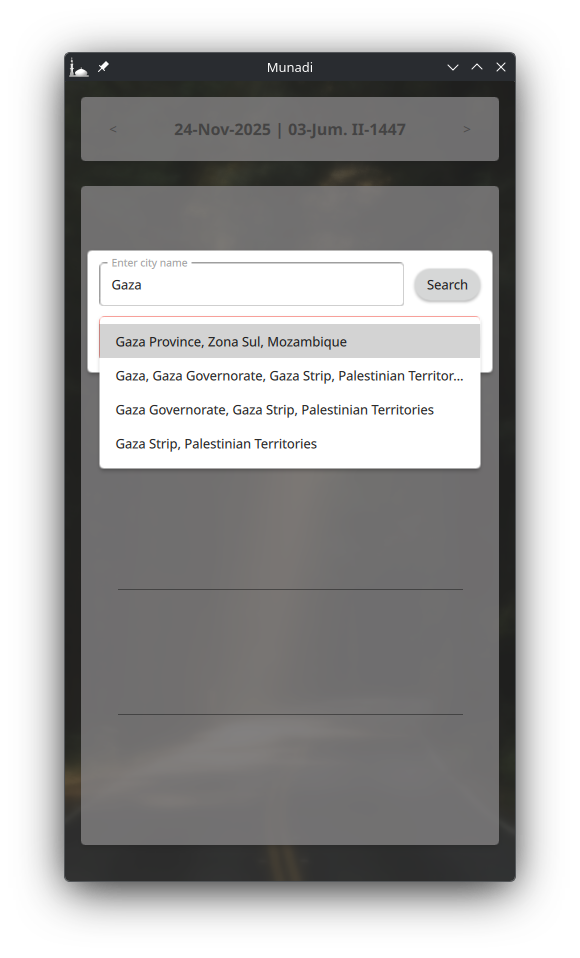 Munadi
< 24-Nov-2025 | 03-Jum. II-1447 >
Enter city name
Gaza
Search
Gaza Province, Zona Sul, Mozambique
Gaza, Gaza Governorate, Gaza Strip, Palestinian Territor...
Gaza Governorate, Gaza Strip, Palestinian Territories
Gaza Strip, Palestinian Territories